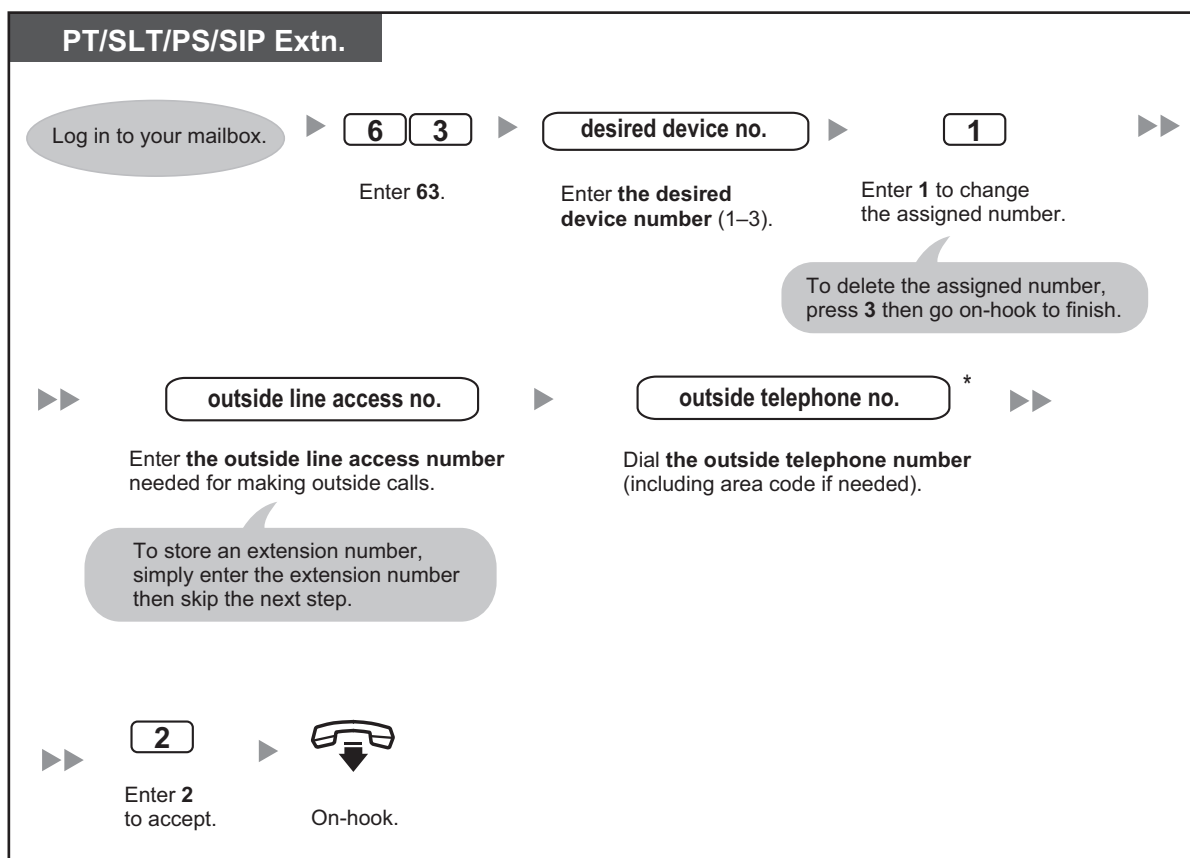 PT/SLT/PS/SIP Extn.
Log in to your mailbox.
6 3
Enter 63.
desired device no.
Enter the desired
device number (1–3).
1
Enter 1 to change
the assigned number.
To delete the assigned number,
press 3 then go on-hook to finish.
outside line access no.
Enter the outside line access number
needed for making outside calls.
To store an extension number,
simply enter the extension number
then skip the next step.
outside telephone no. *
Dial the outside telephone number
(including area code if needed).
2
Enter 2
to accept.
On-hook.